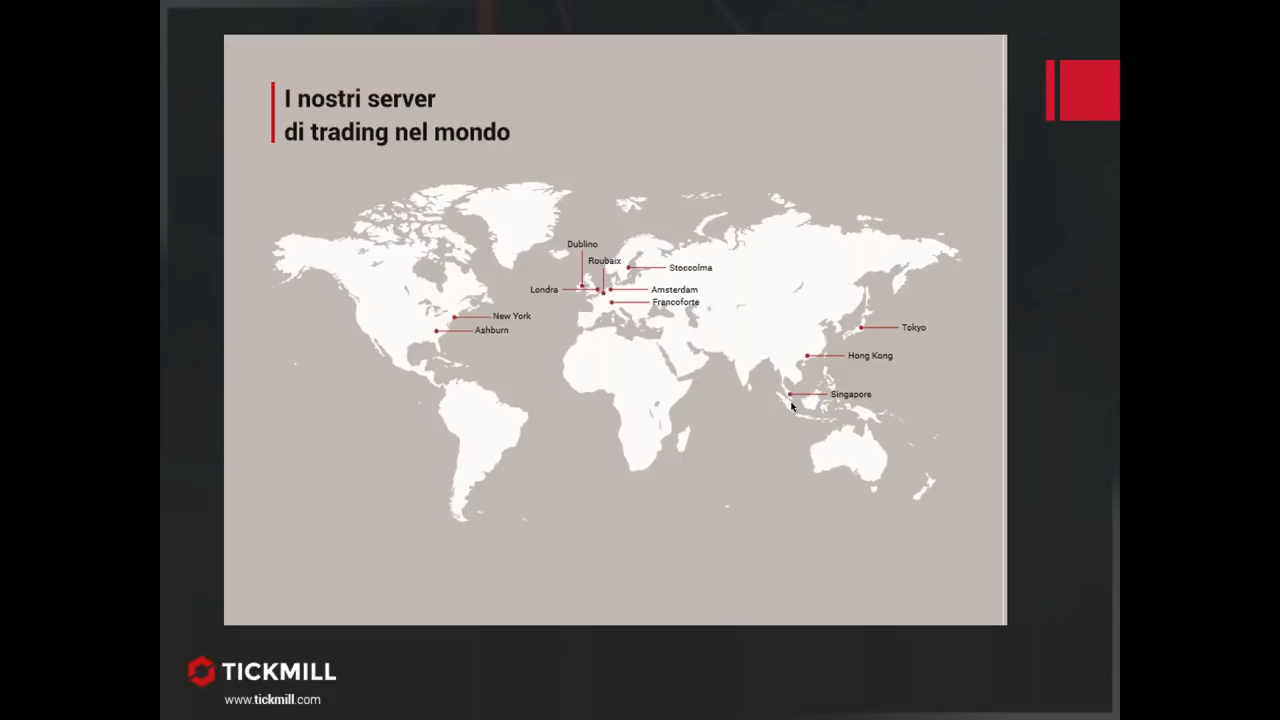 I nostri server
di trading nel mondo
Dublino
Roubaix
Stoccolma
Londra
Amsterdam
Francoforte
New York
Ashburn
Tokyo
Hong Kong
Singapore
TICKMILL
www.tickmill.com